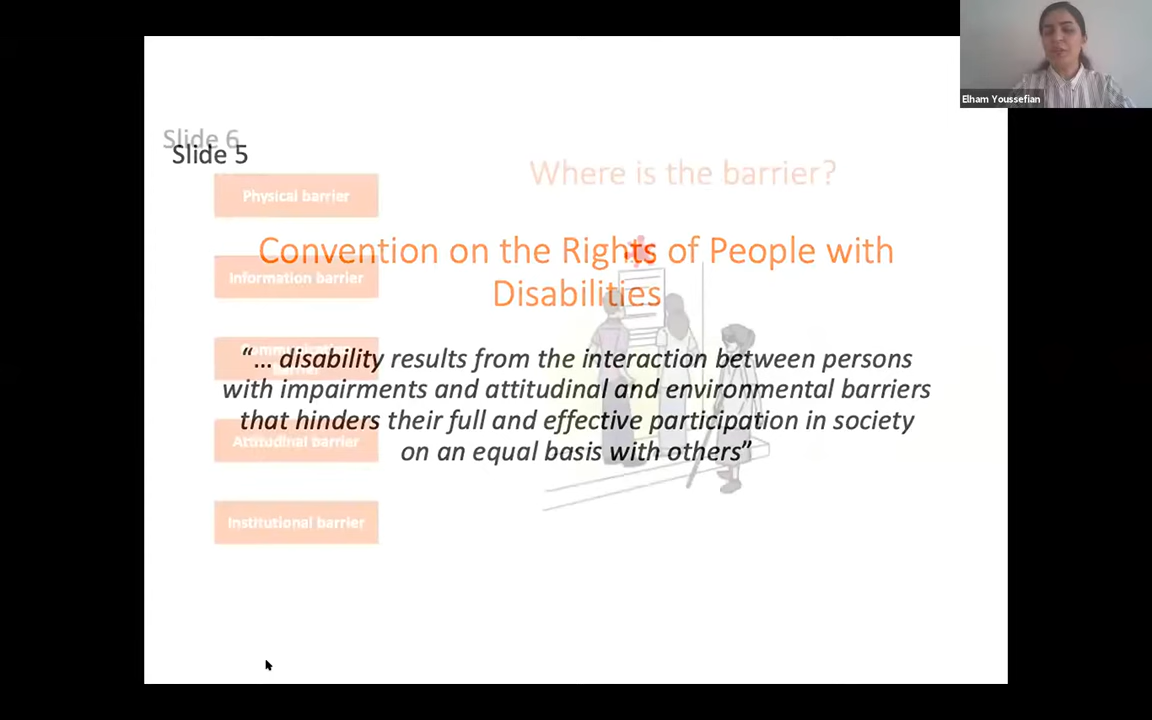 Elham Youssefian
Slide 6
Slide 5
Where is the barrier?
Physical barrier
Convention on the Rights of People with
Disabilities
Information barrier
“... disability results from the interaction between persons
with impairments and attitudinal and environmental barriers
that hinders their full and effective participation in society
on an equal basis with others”
Attitudinal barrier
Institutional barrier